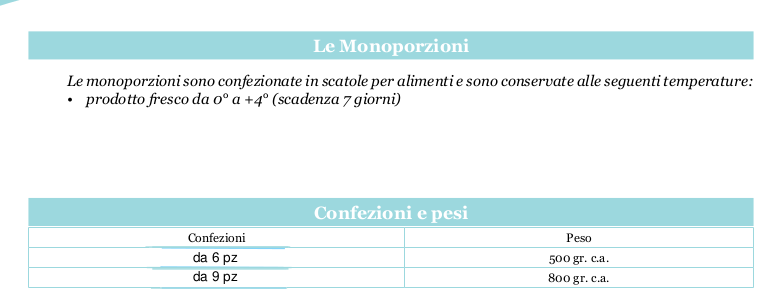 Le Monoporzioni
Le monoporzioni sono confezionate in scatole per alimenti e sono conservate alle seguenti temperature:
• prodotto fresco da 0° a +4° (scadenza 7 giorni)
Confezioni e pesi
Confezioni Peso
da 6 pz 500 gr. c.a.
da 9 pz 800 gr. c.a.